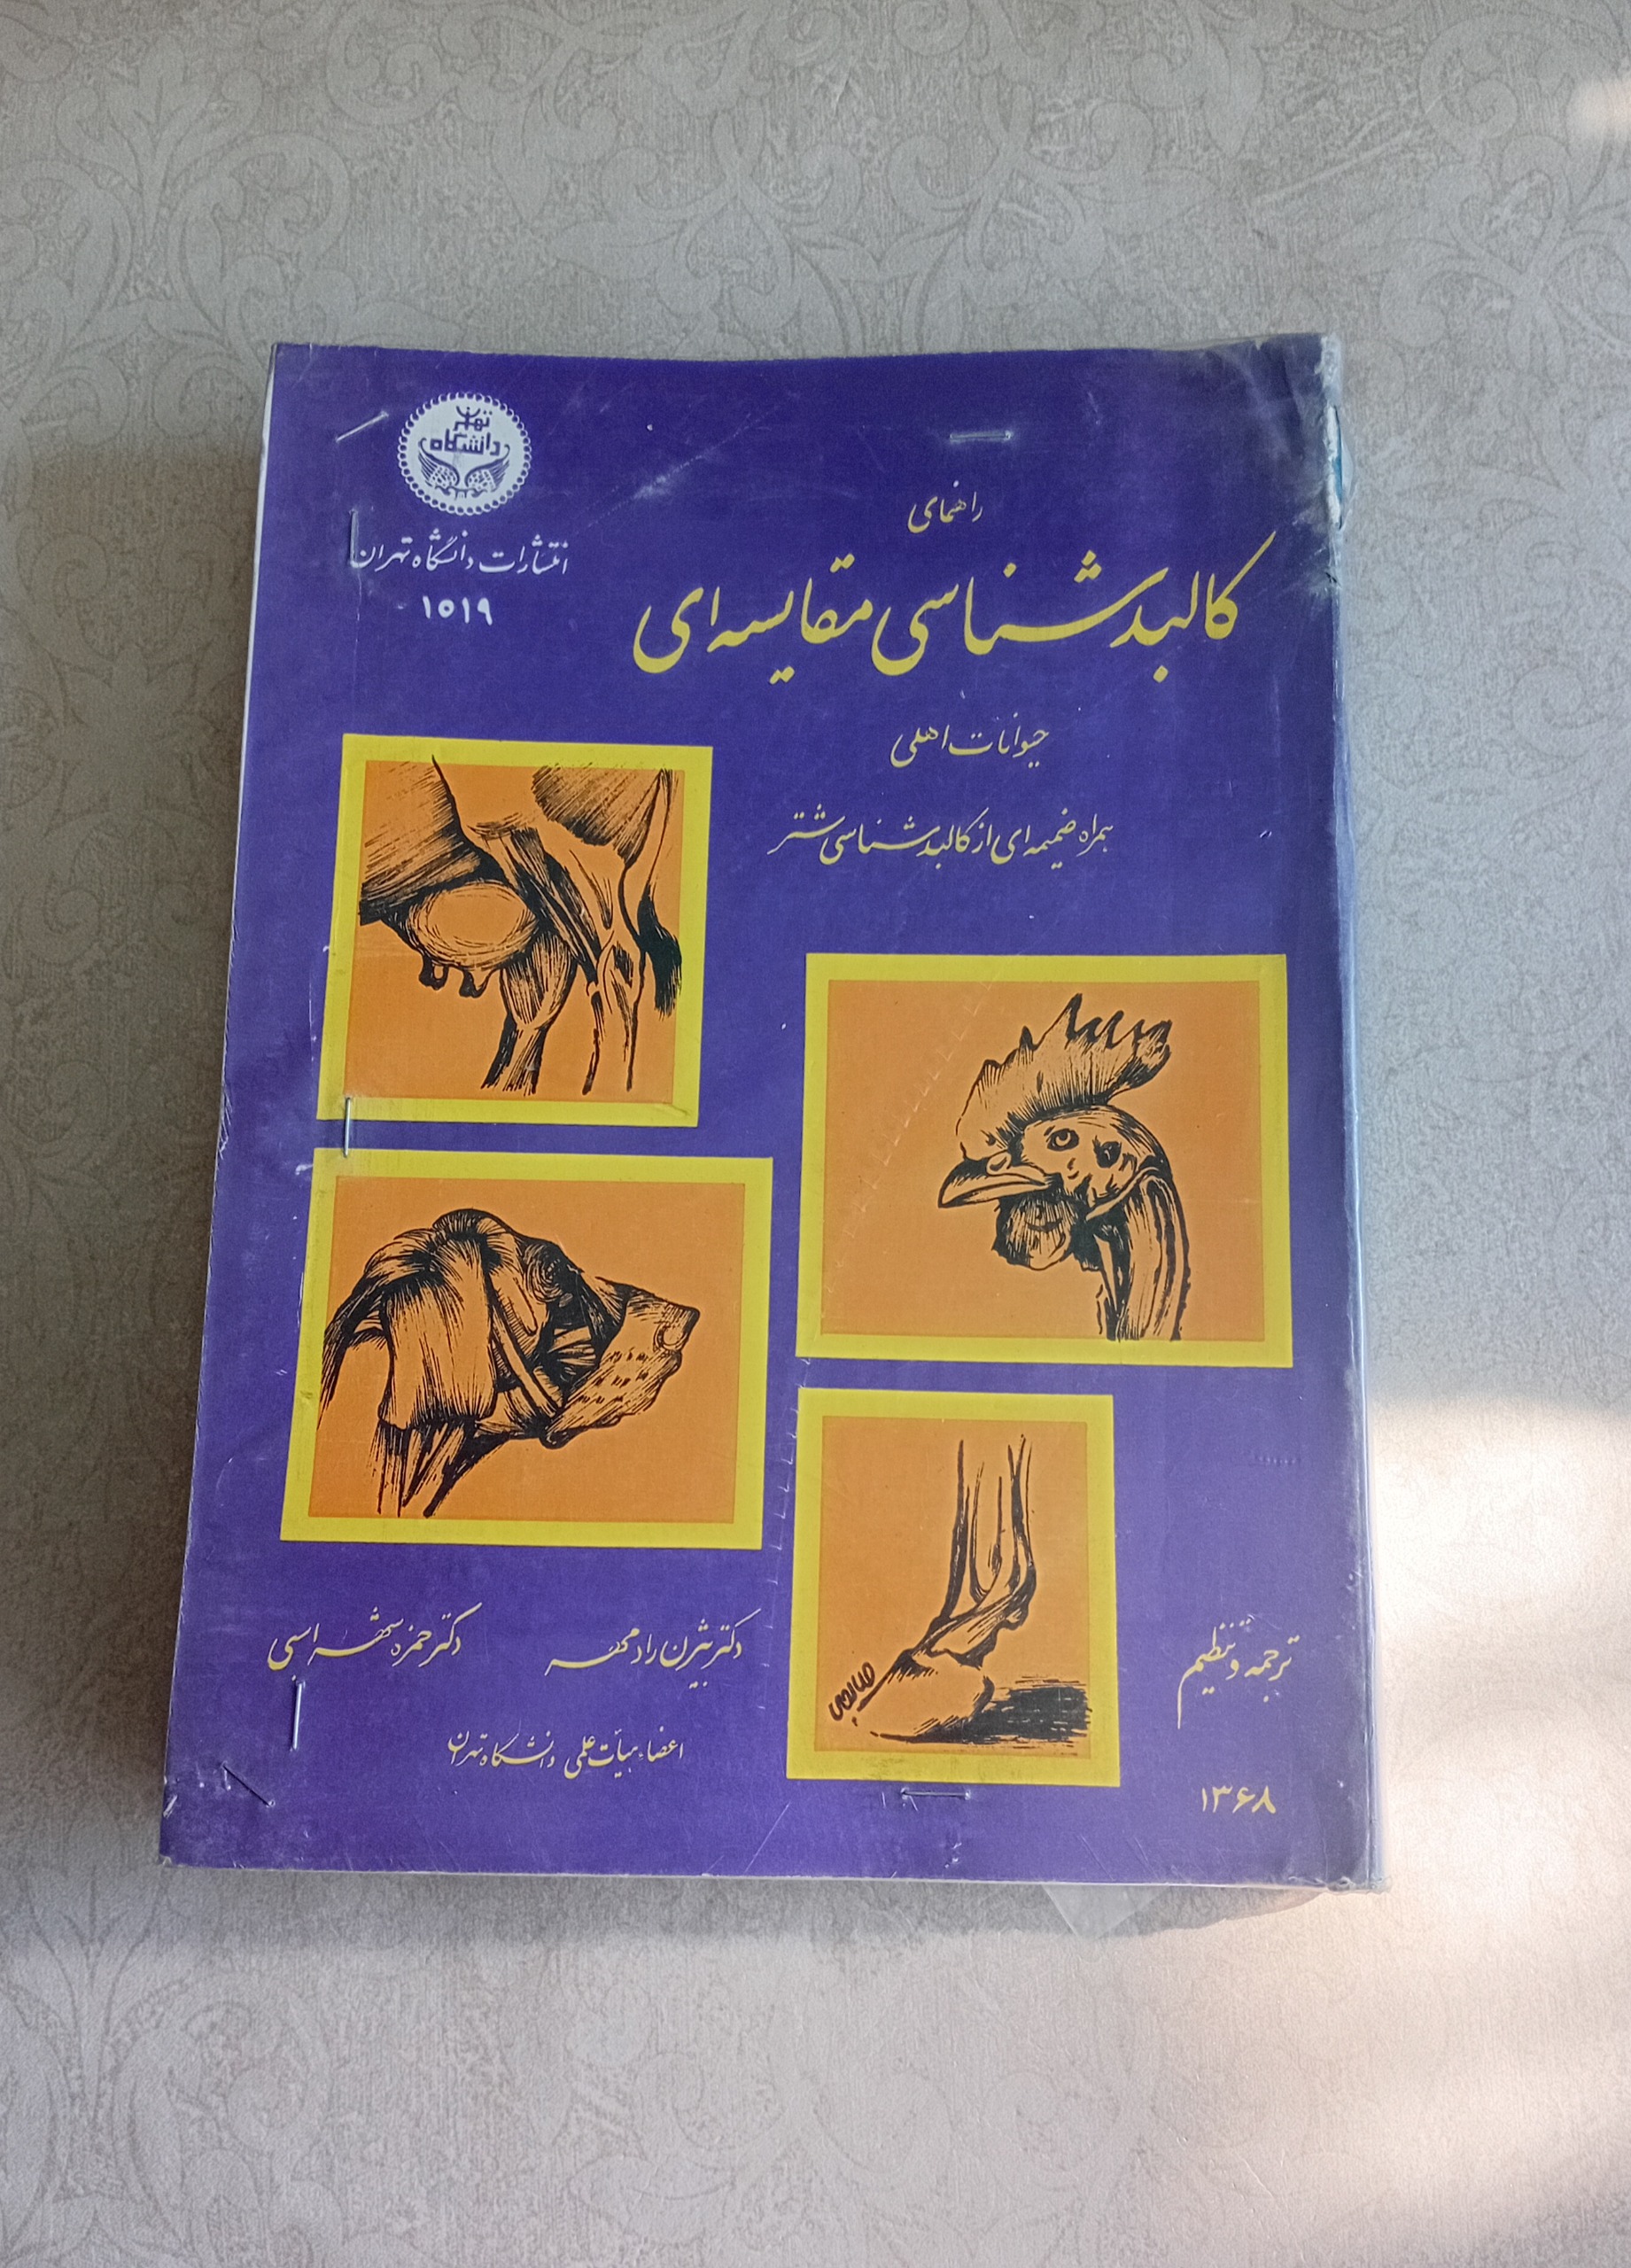 راهنمای
کالبدشناسی مقایسه‌ای
حیوانات اهلی
همراه ضمیمه‌ای از کالبدشناسی شتر
تهران
دانشگاه
انتشارات دانشگاه تهران
۱۵۱۹
ترجمه و تنظیم
دکتر بیژن رادمهر
دکتر حمزه شهراسبی
اعضاء هیأت علمی دانشگاه تهران
۱۳۶۸